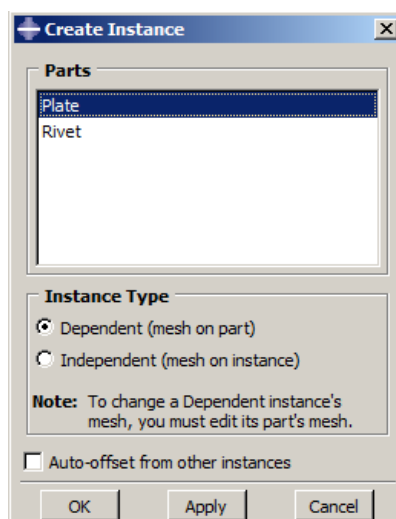 Create Instance
Parts
Plate
Rivet
Instance Type
Dependent (mesh on part)
Independent (mesh on instance)
Note: To change a Dependent instance's
mesh, you must edit its part's mesh.
Auto-offset from other instances
OK Apply Cancel